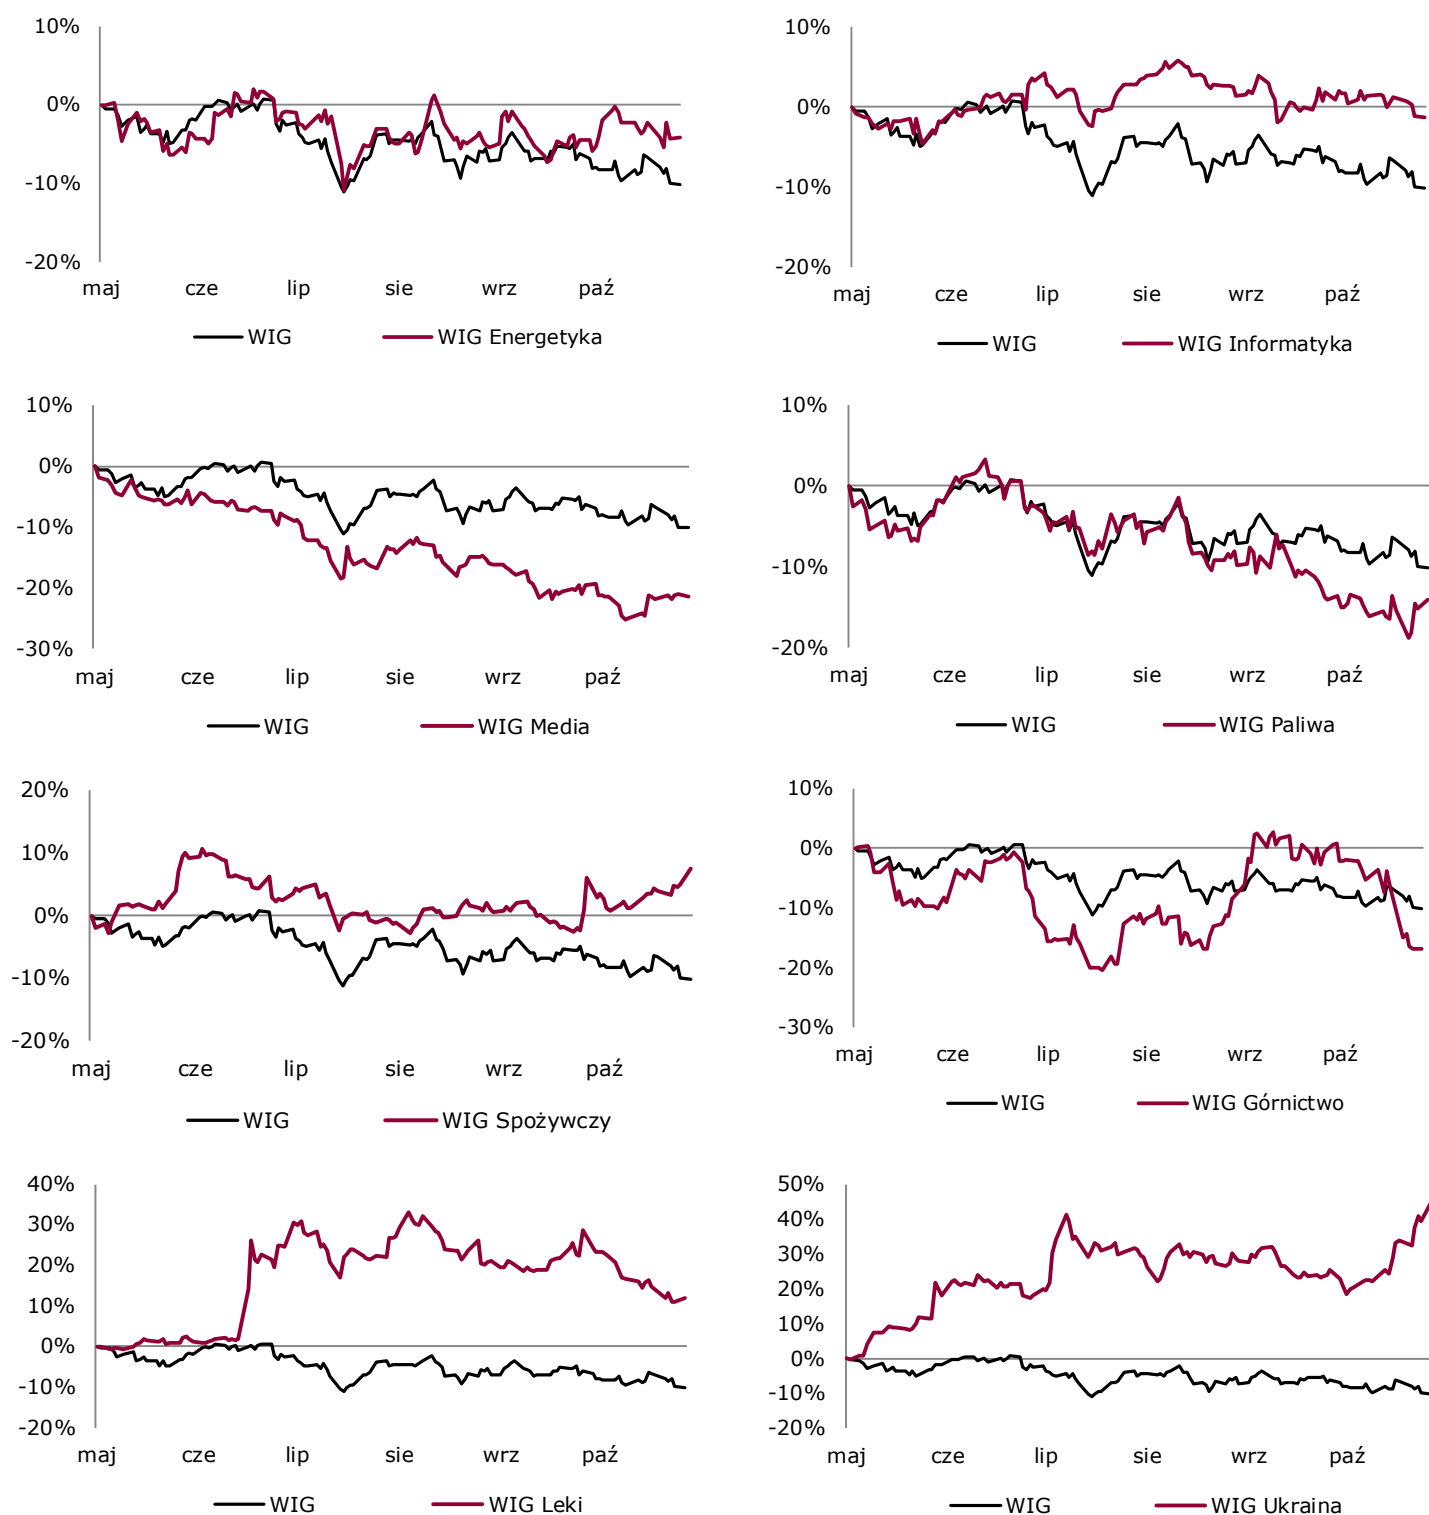 10%
0%
-10%
-20%
maj cze lip sie wrz paź
WIG WIG Energetyka
10%
0%
-10%
-20%
maj cze lip sie wrz paź
WIG WIG Informatyka
10%
0%
-10%
-20%
-30%
maj cze lip sie wrz paź
WIG WIG Media
10%
0%
-10%
-20%
maj cze lip sie wrz paź
WIG WIG Paliwa
20%
10%
0%
-10%
-20%
maj cze lip sie wrz paź
WIG WIG Spożywczy
10%
0%
-10%
-20%
-30%
maj cze lip sie wrz paź
WIG WIG Górnictwo
40%
30%
20%
10%
0%
-10%
-20%
maj cze lip sie wrz paź
WIG WIG Leki
50%
40%
30%
20%
10%
0%
-10%
-20%
maj cze lip sie wrz paź
WIG WIG Ukraina